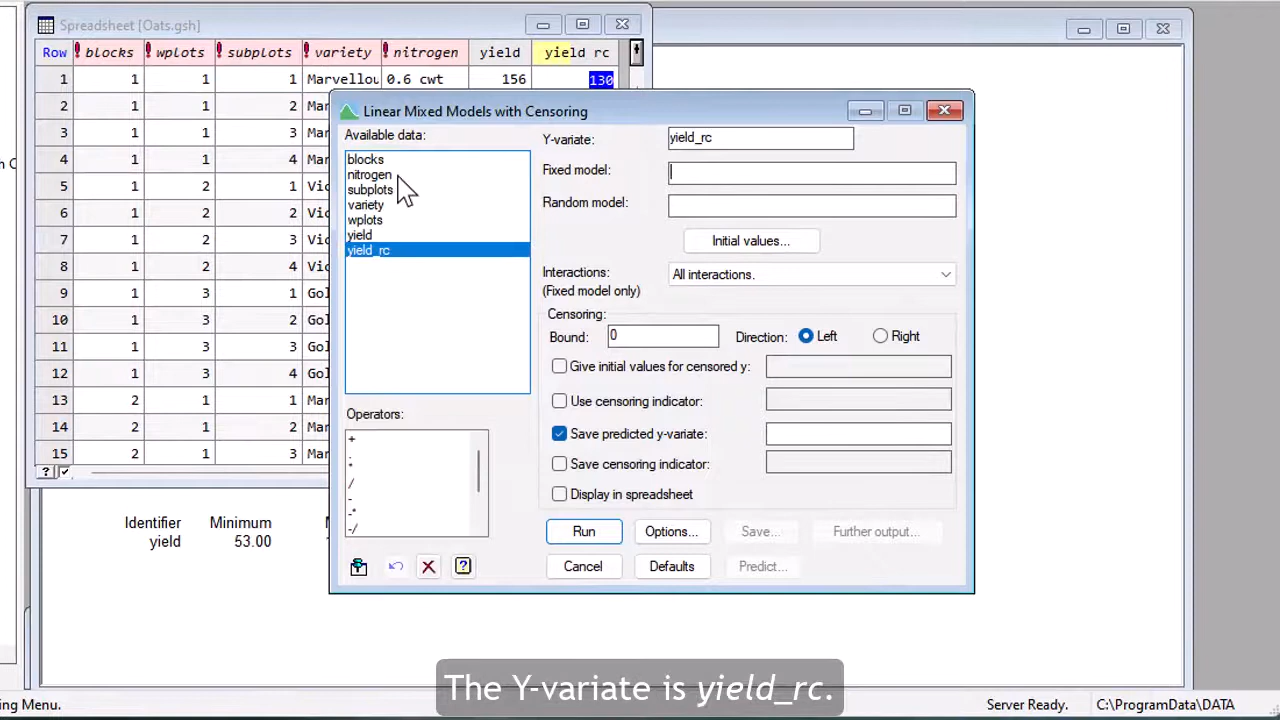 Spreadsheet [Oats.gsh]
Row ! blocks ! wplots ! subplots ! variety ! nitrogen yield yield rc
1 1 1 1 Marvellou 0.6 cwt 156 130
2 1 1 2 Mar
3 1 1 3 Mar
4 1 1 4 Mar
5 1 2 1 Vic
6 1 2 2 Vic
7 1 2 3 Vic
8 1 2 4 Vic
9 1 3 1 Gol
10 1 3 2 Gol
11 1 3 3 Gol
12 1 3 4 Gol
13 2 1 1 Mar
14 2 1 2 Mar
15 2 1 3 Mar
Linear Mixed Models with Censoring
Available data:
blocks
nitrogen
subplots
variety
wplots
yield
yield_rc
Operators:
+
.
*
/
-
-*
-/
Y-variate: yield_rc
Fixed model:
Random model:
Initial values...
Interactions: All interactions.
(Fixed model only)
Censoring:
Bound: 0 Direction: Left Right
Give initial values for censored y:
Use censoring indicator:
Save predicted y-variate:
Save censoring indicator:
Display in spreadsheet
Run Options... Save... Further output...
Cancel Defaults Predict...
Identifier Minimum
yield 53.00
The Y-variate is yield_rc.
ng Menu. Server Ready. C:\ProgramData\DATA